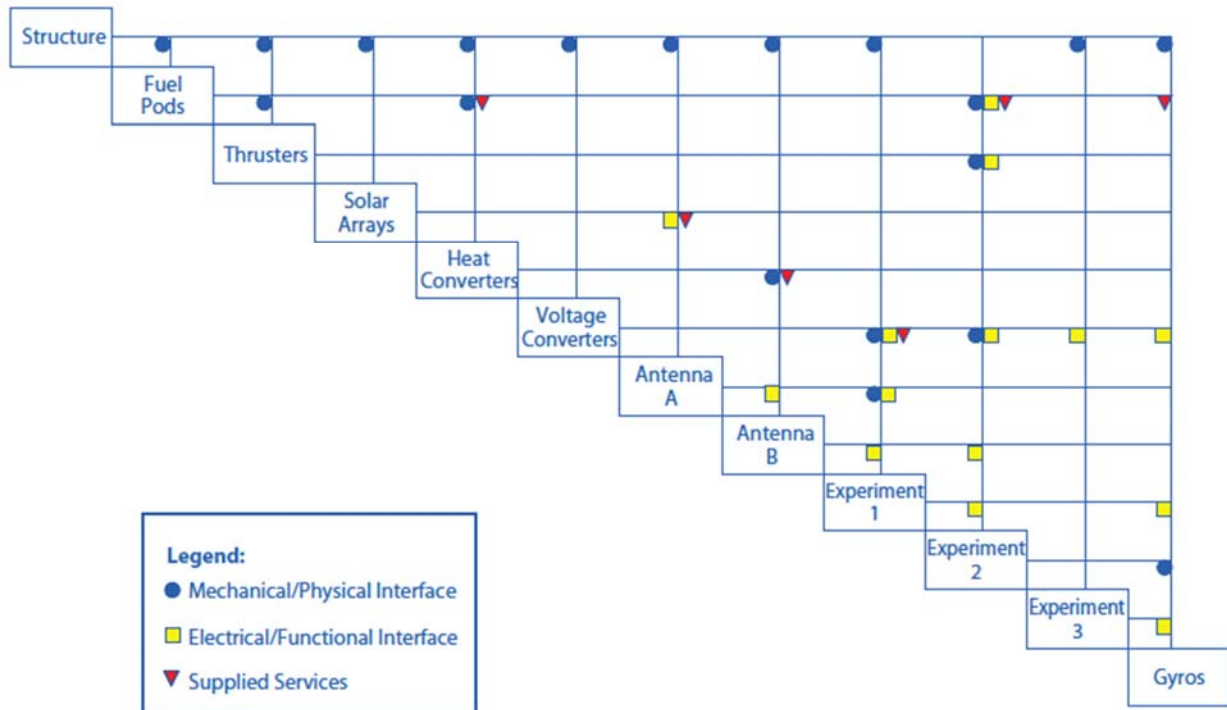 Structure
Fuel
Pods
Thrusters
Solar
Arrays
Heat
Converters
Voltage
Converters
Antenna
A
Antenna
B
Experiment
1
Experiment
2
Experiment
3
Gyros
Legend:
Mechanical/Physical Interface
Electrical/Functional Interface
Supplied Services